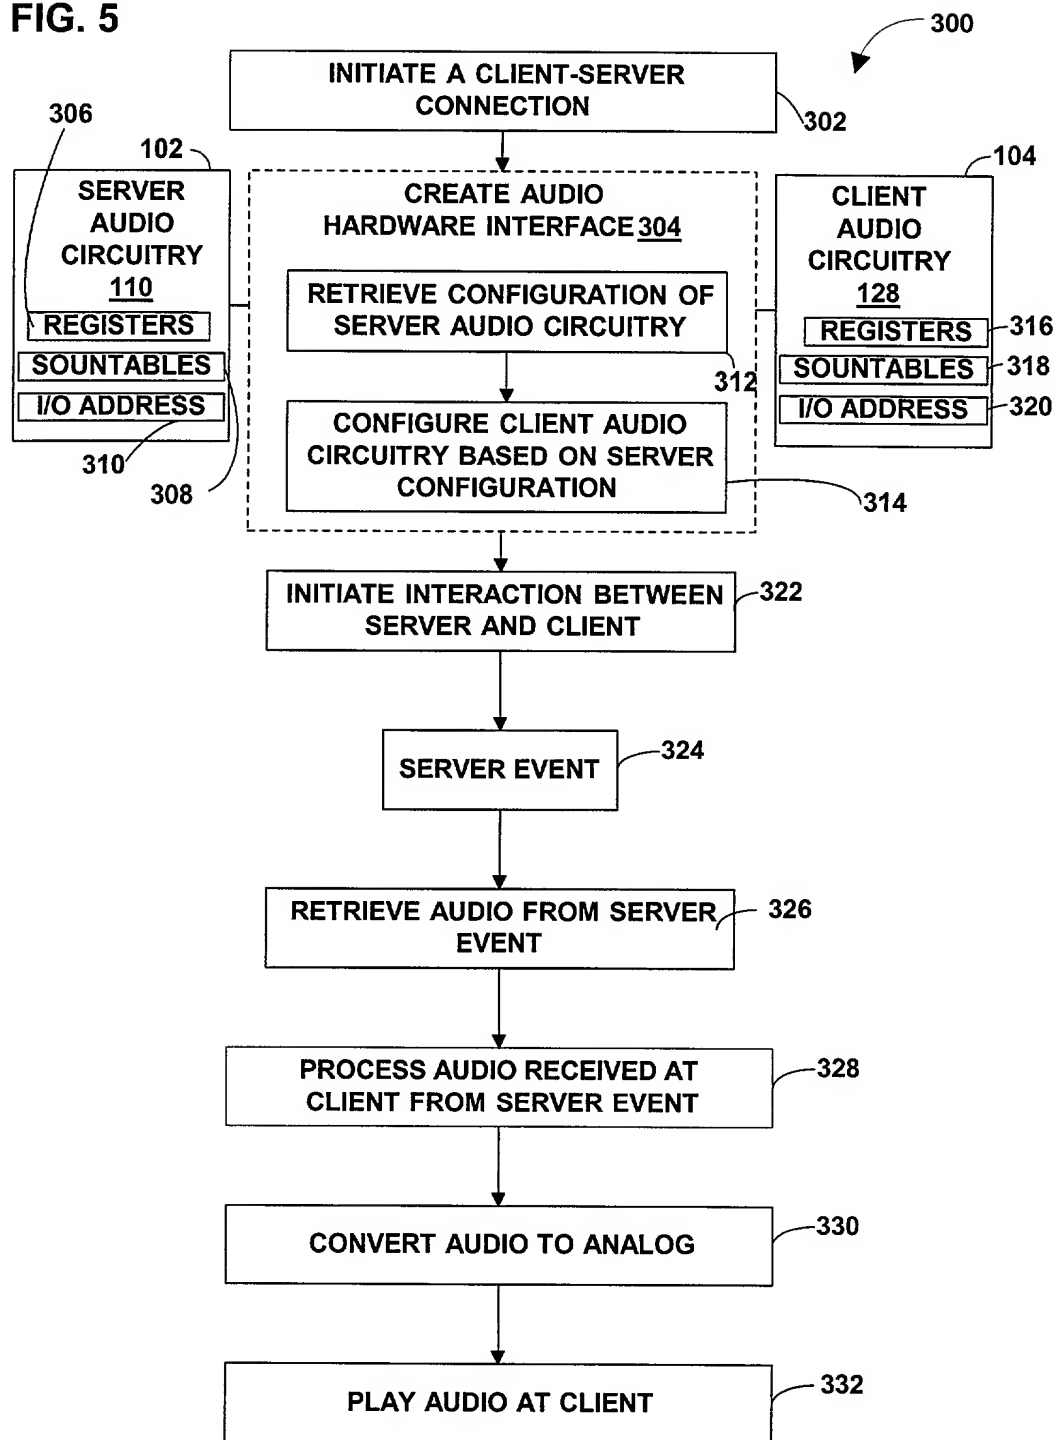 FIG. 5
300
INITIATE A CLIENT-SERVER
CONNECTION
302
306
102
SERVER
AUDIO
CIRCUITRY
110
REGISTERS
SOUNTABLES
I/O ADDRESS
310
308
CREATE AUDIO
HARDWARE INTERFACE 304
RETRIEVE CONFIGURATION OF
SERVER AUDIO CIRCUITRY
312
CONFIGURE CLIENT AUDIO
CIRCUITRY BASED ON SERVER
CONFIGURATION
314
104
CLIENT
AUDIO
CIRCUITRY
128
REGISTERS
316
SOUNTABLES
318
I/O ADDRESS
320
INITIATE INTERACTION BETWEEN
SERVER AND CLIENT
322
SERVER EVENT
324
RETRIEVE AUDIO FROM SERVER
EVENT
326
PROCESS AUDIO RECEIVED AT
CLIENT FROM SERVER EVENT
328
CONVERT AUDIO TO ANALOG
330
PLAY AUDIO AT CLIENT
332